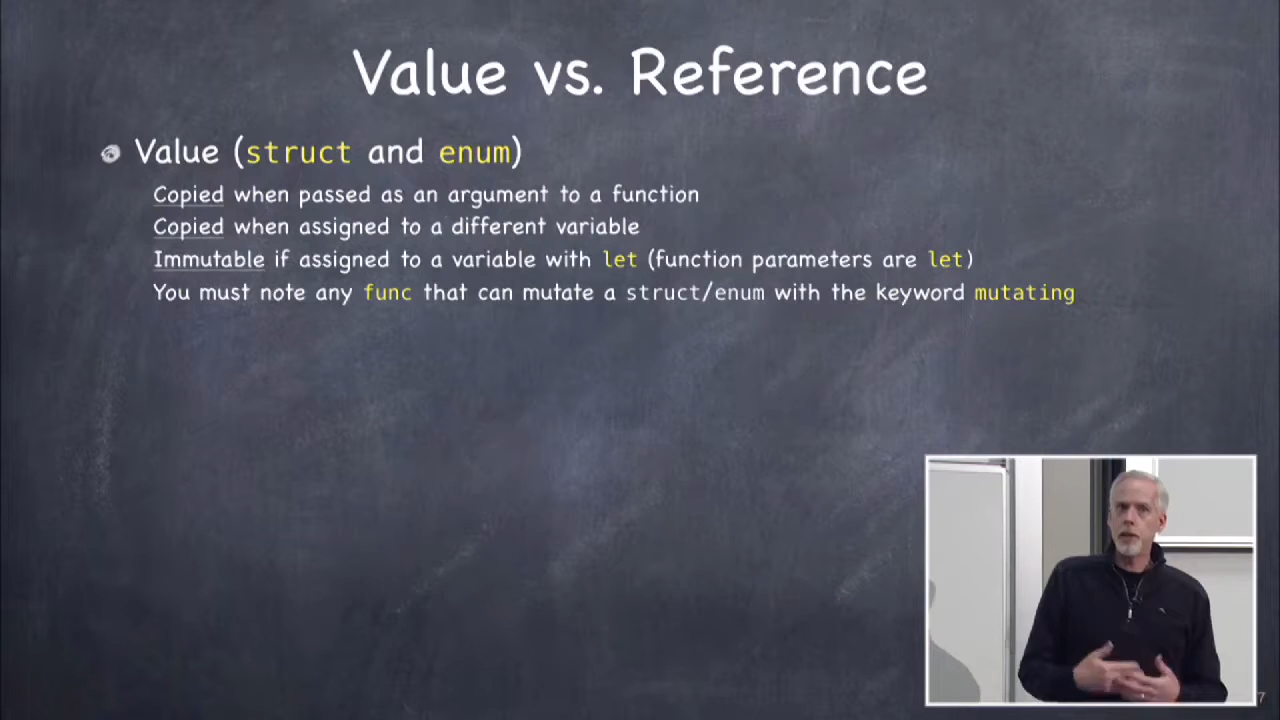 Value vs. Reference
Value (struct and enum)
Copied when passed as an argument to a function
Copied when assigned to a different variable
Immutable if assigned to a variable with let (function parameters are let)
You must note any func that can mutate a struct/enum with the keyword mutating
7